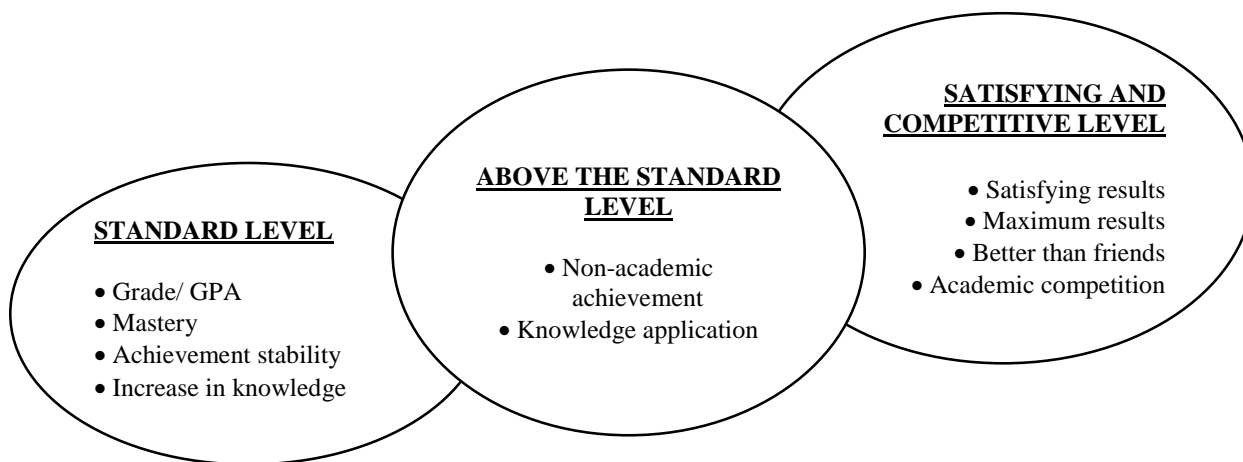 STANDARD LEVEL
• Grade/ GPA
• Mastery
• Achievement stability
• Increase in knowledge
ABOVE THE STANDARD
LEVEL
• Non-academic
achievement
• Knowledge application
SATISFYING AND
COMPETITIVE LEVEL
• Satisfying results
• Maximum results
• Better than friends
• Academic competition